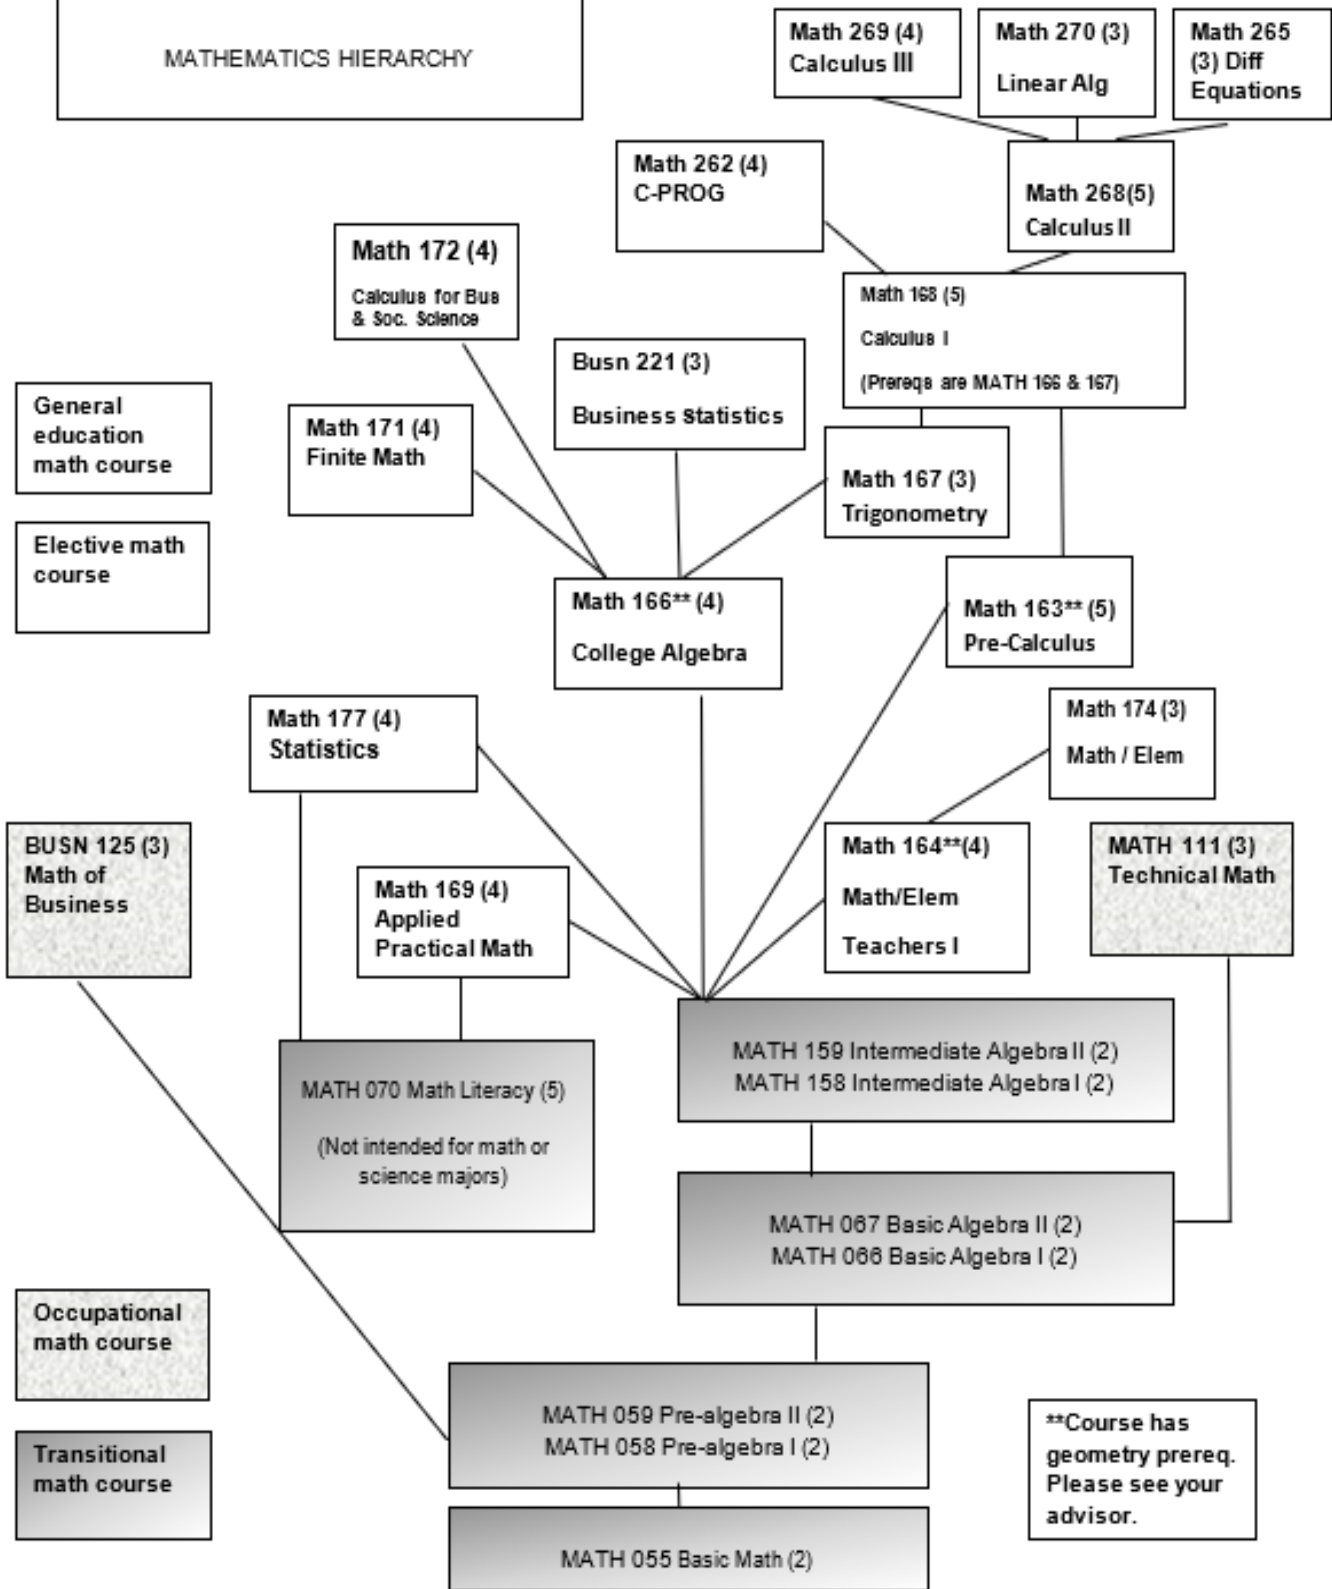 MATHEMATICS HIERARCHY
Math 269 (4)
Calculus III
Math 270 (3)
Linear Alg
Math 265
(3) Diff
Equations
Math 262 (4)
C-PROG
Math 268(5)
Calculus II
Math 172 (4)
Calculus for Bus
& Soc. Science
Math 168 (5)
Calculus I
(Prereqs are MATH 166 & 167)
Busn 221 (3)
Business Statistics
General
education
math course
Math 171 (4)
Finite Math
Math 167 (3)
Trigonometry
Elective math
course
Math 166** (4)
College Algebra
Math 163** (5)
Pre-Calculus
Math 177 (4)
Statistics
Math 174 (3)
Math / Elem
BUSN 125 (3)
Math of
Business
Math 169 (4)
Applied
Practical Math
Math 164**(4)
Math/Elem
Teachers I
MATH 111 (3)
Technical Math
MATH 070 Math Literacy (5)
(Not intended for math or
science majors)
MATH 159 Intermediate Algebra II (2)
MATH 158 Intermediate Algebra I (2)
MATH 067 Basic Algebra II (2)
MATH 066 Basic Algebra I (2)
Occupational
math course
MATH 059 Pre-algebra II (2)
MATH 058 Pre-algebra I (2)
Transitional
math course
**Course has
geometry prereq.
Please see your
advisor.
MATH 055 Basic Math (2)